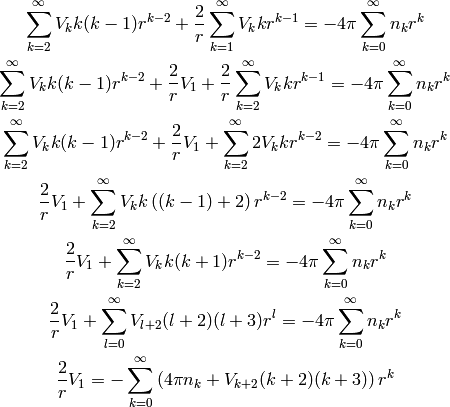 $$\sum_{k=2}^{\infty} V_k k(k-1)r^{k-2} + \frac{2}{r}\sum_{k=1}^{\infty} V_k k r^{k-1} = -4\pi \sum_{k=0}^{\infty} n_k r^k$$
$$\sum_{k=2}^{\infty} V_k k(k-1)r^{k-2} + \frac{2}{r}V_1 + \frac{2}{r}\sum_{k=2}^{\infty} V_k k r^{k-1} = -4\pi \sum_{k=0}^{\infty} n_k r^k$$
$$\sum_{k=2}^{\infty} V_k k(k-1)r^{k-2} + \frac{2}{r}V_1 + \sum_{k=2}^{\infty} 2V_k k r^{k-2} = -4\pi \sum_{k=0}^{\infty} n_k r^k$$
$$\frac{2}{r}V_1 + \sum_{k=2}^{\infty} V_k k \left((k-1)+2\right) r^{k-2} = -4\pi \sum_{k=0}^{\infty} n_k r^k$$
$$\frac{2}{r}V_1 + \sum_{k=2}^{\infty} V_k k(k+1) r^{k-2} = -4\pi \sum_{k=0}^{\infty} n_k r^k$$
$$\frac{2}{r}V_1 + \sum_{l=0}^{\infty} V_{l+2}(l+2)(l+3) r^l = -4\pi \sum_{k=0}^{\infty} n_k r^k$$
$$\frac{2}{r}V_1 = -\sum_{k=0}^{\infty} \left(4\pi n_k + V_{k+2}(k+2)(k+3)\right) r^k$$